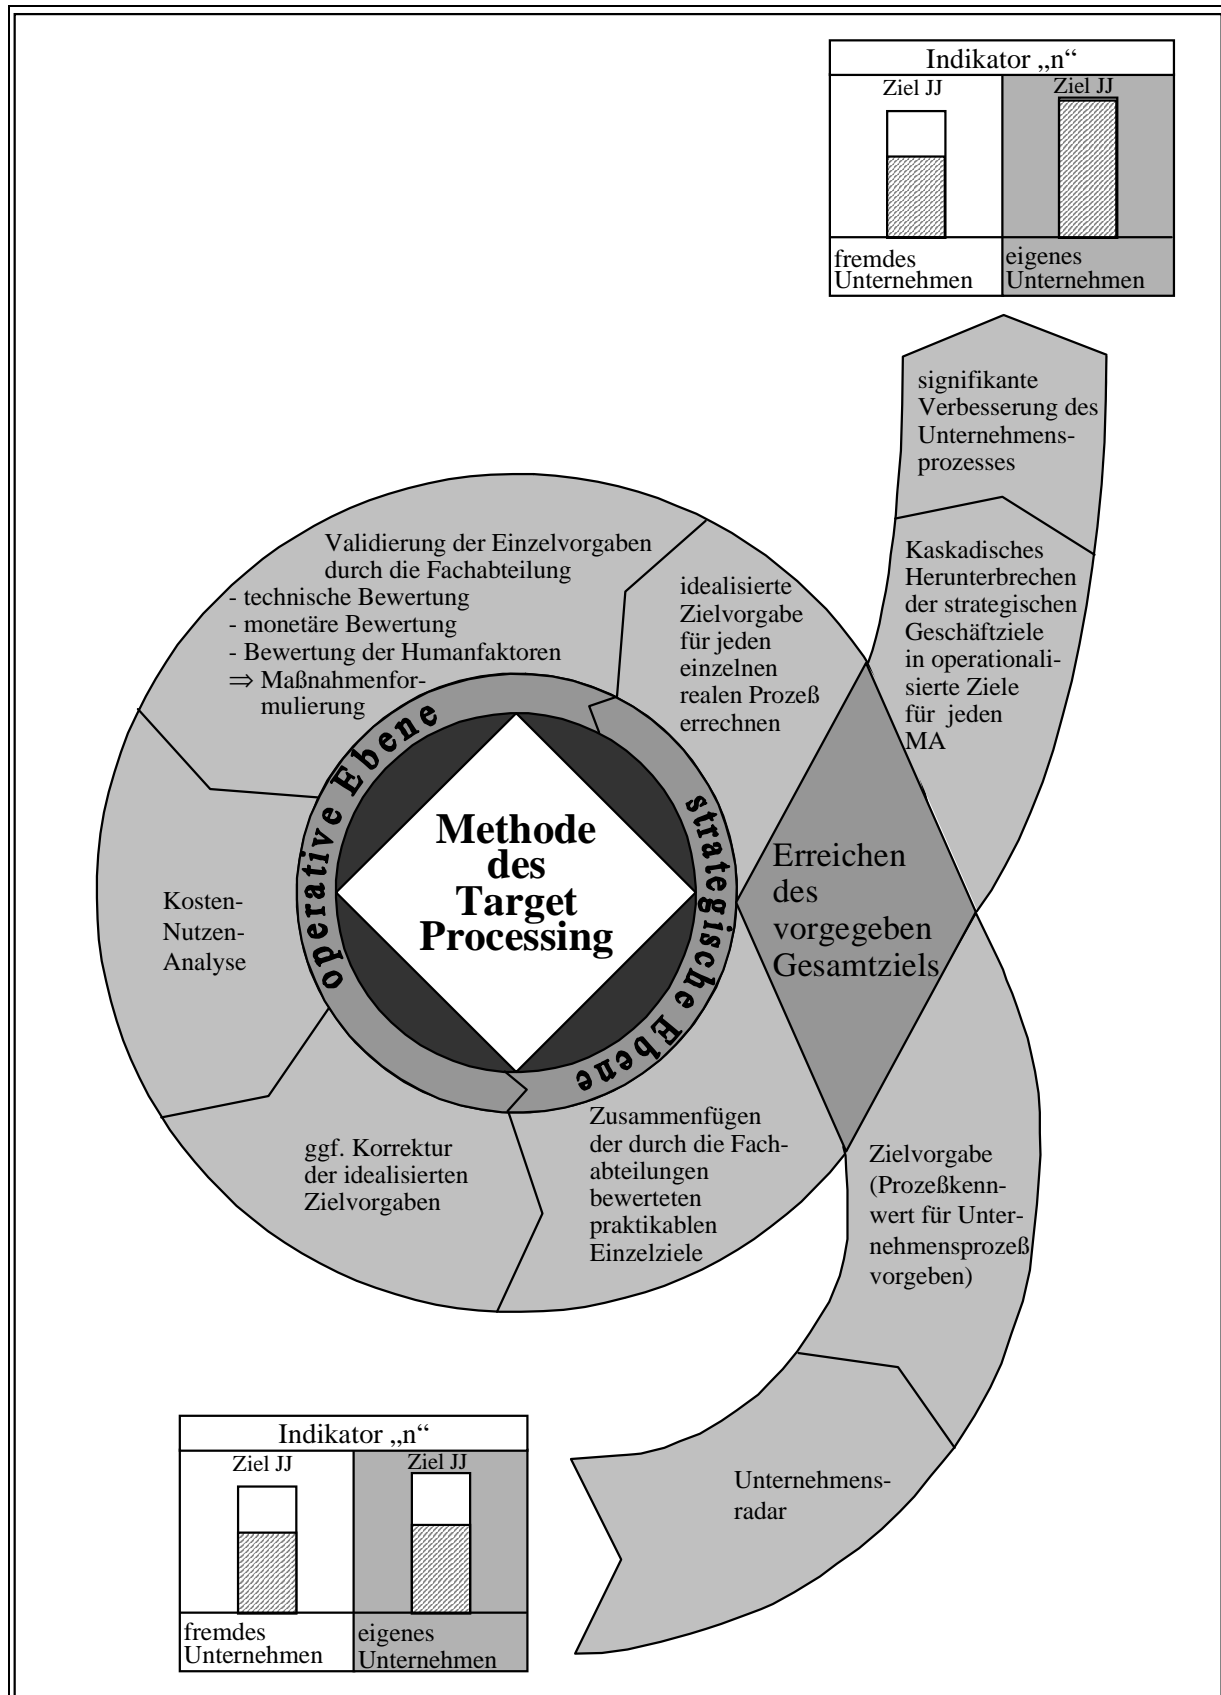 Indikator „n“
Ziel JJ
Ziel JJ
fremdes
Unternehmen
eigenes
Unternehmen
signifikante
Verbesserung des
Unternehmens-
prozesses
Kaskadisches
Herunterbrechen
der strategischen
Geschäftziele
in operationali-
sierte Ziele
für jeden
MA
Validierung der Einzelvorgaben
durch die Fachabteilung
- technische Bewertung
- monetäre Bewertung
- Bewertung der Humanfaktoren
⇒ Maßnahmenfor-
mulierung
idealisierte
Zielvorgabe
für jeden
einzelnen
realen Prozeß
errechnen
operative Ebene
strategische Ebene
Methode
des
Target
Processing
Erreichen
des
vorgegeben
Gesamtziels
Kosten-
Nutzen-
Analyse
ggf. Korrektur
der idealisierten
Zielvorgaben
Zusammenfügen
der durch die Fach-
abteilungen
bewerteten
praktikablen
Einzelziele
Zielvorgabe
(Prozeßkenn-
wert für Unter-
nehmensprozeß
vorgeben)
Unternehmens-
radar
Indikator „n“
Ziel JJ
Ziel JJ
fremdes
Unternehmen
eigenes
Unternehmen